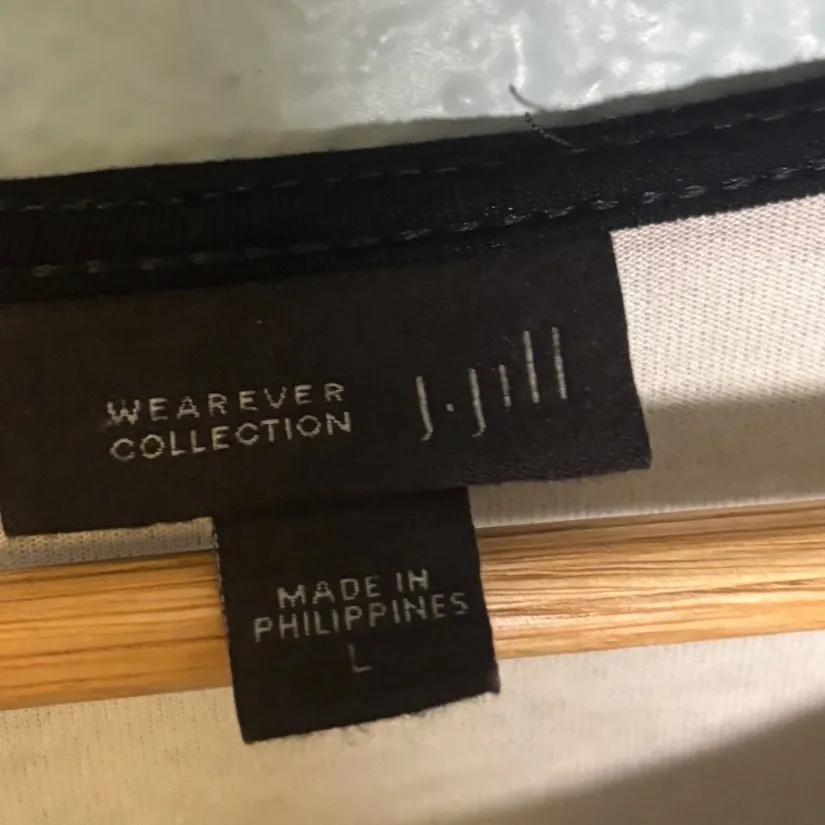 WEAREVER
COLLECTION
J.Jill
MADE IN
PHILIPPINES
L